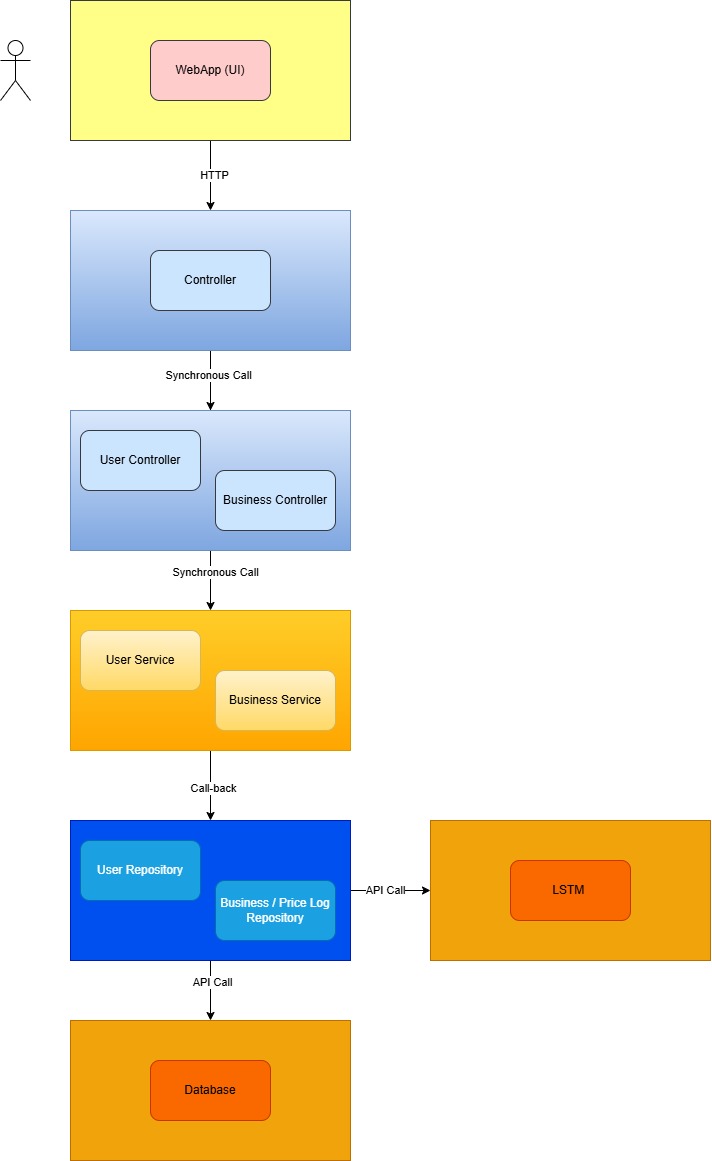 WebApp (UI)
HTTP
Controller
Synchronous Call
User Controller
Business Controller
Synchronous Call
User Service
Business Service
Call-back
User Repository
Business / Price Log
Repository
API Call
LSTM
API Call
Database